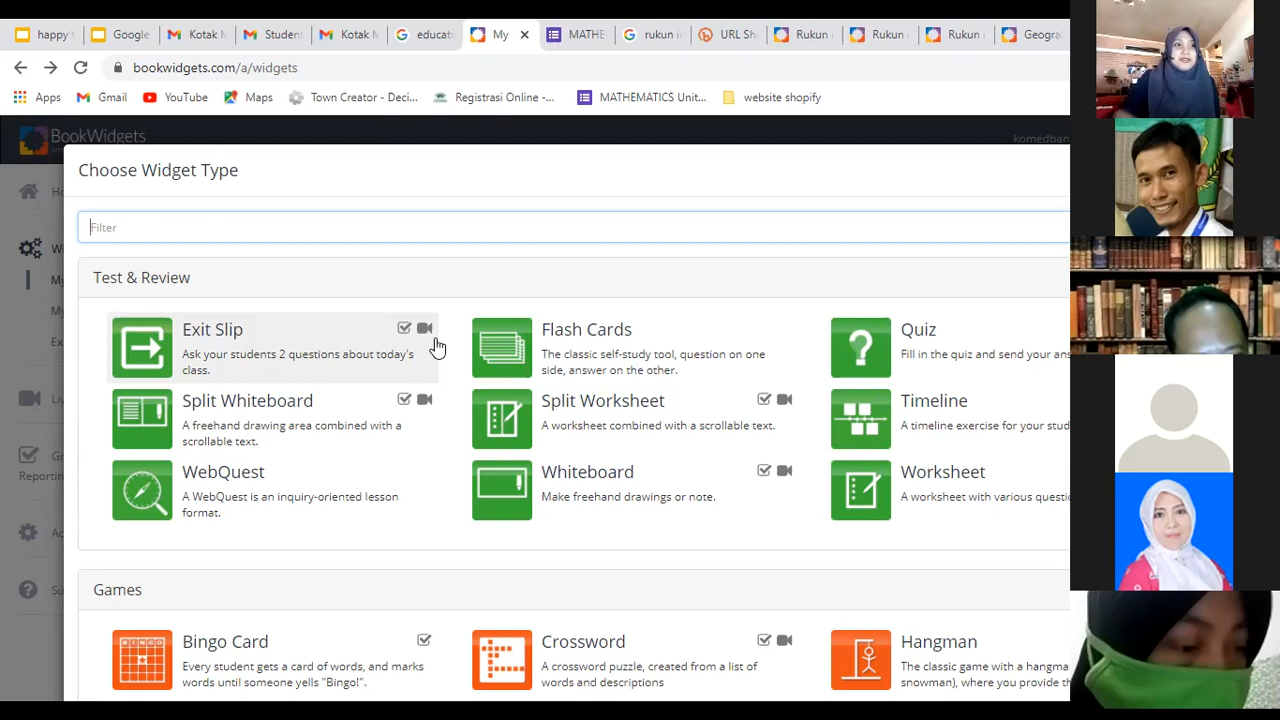 happy t
Google
Kotak M
Studen
Kotak M
educat
My
MATHE
rukun i
URL Sh
Rukun
Rukun
Rukun i
Geogra
bookwidgets.com/a/widgets
Apps
Gmail
YouTube
Maps
Town Creator - Deci...
Registrasi Online -...
MATHEMATICS Unit...
website shopify
BookWidgets
komedban
Choose Widget Type
Filter
Test & Review
Exit Slip
Ask your students 2 questions about today's
class.
Flash Cards
The classic self-study tool, question on one
side, answer on the other.
Quiz
Fill in the quiz and send your ans
Split Whiteboard
A freehand drawing area combined with a
scrollable text.
Split Worksheet
A worksheet combined with a scrollable text.
Timeline
A timeline exercise for your stud
WebQuest
A WebQuest is an inquiry-oriented lesson
format.
Whiteboard
Make freehand drawings or note.
Worksheet
A worksheet with various questio
Reporting
Games
Bingo Card
Every student gets a card of words, and marks
words until someone yells "Bingo!".
Crossword
A crossword puzzle, created from a list of
words and descriptions
Hangman
The classic game with a hangma
snowman), where you provide th